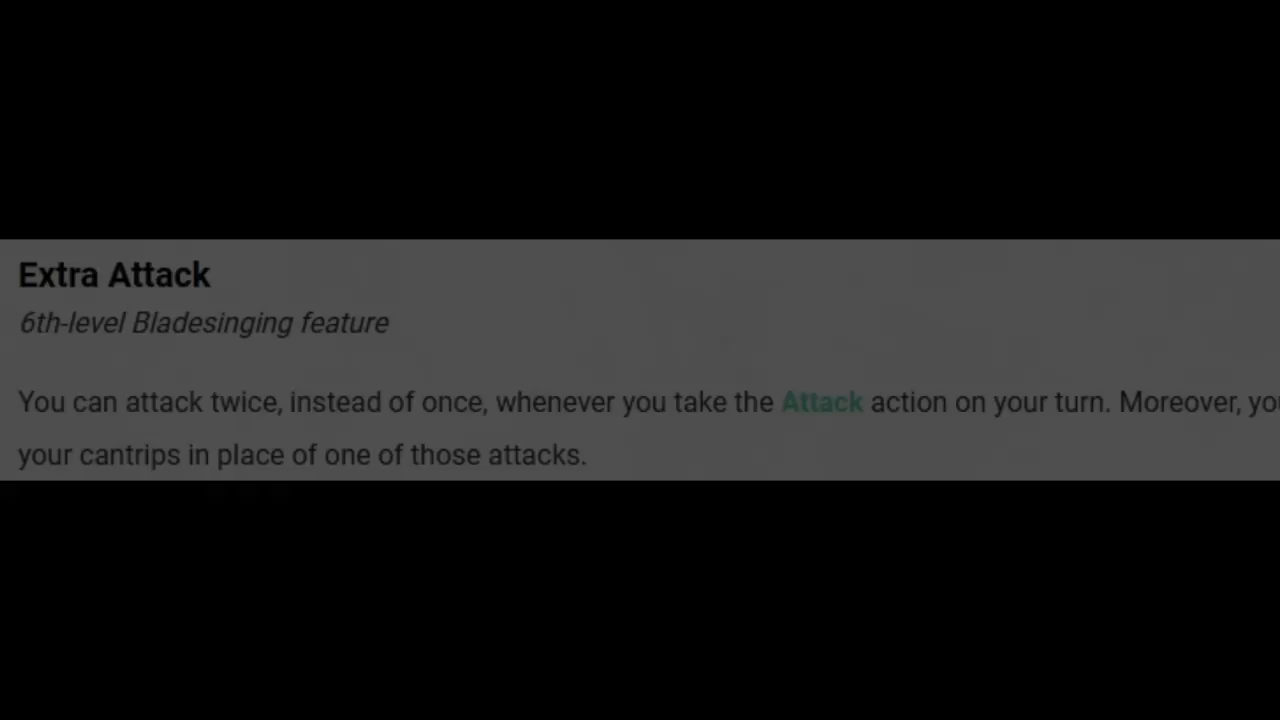 Extra Attack
6th-level Bladesinging feature
You can attack twice, instead of once, whenever you take the Attack action on your turn. Moreover, yo
your cantrips in place of one of those attacks.